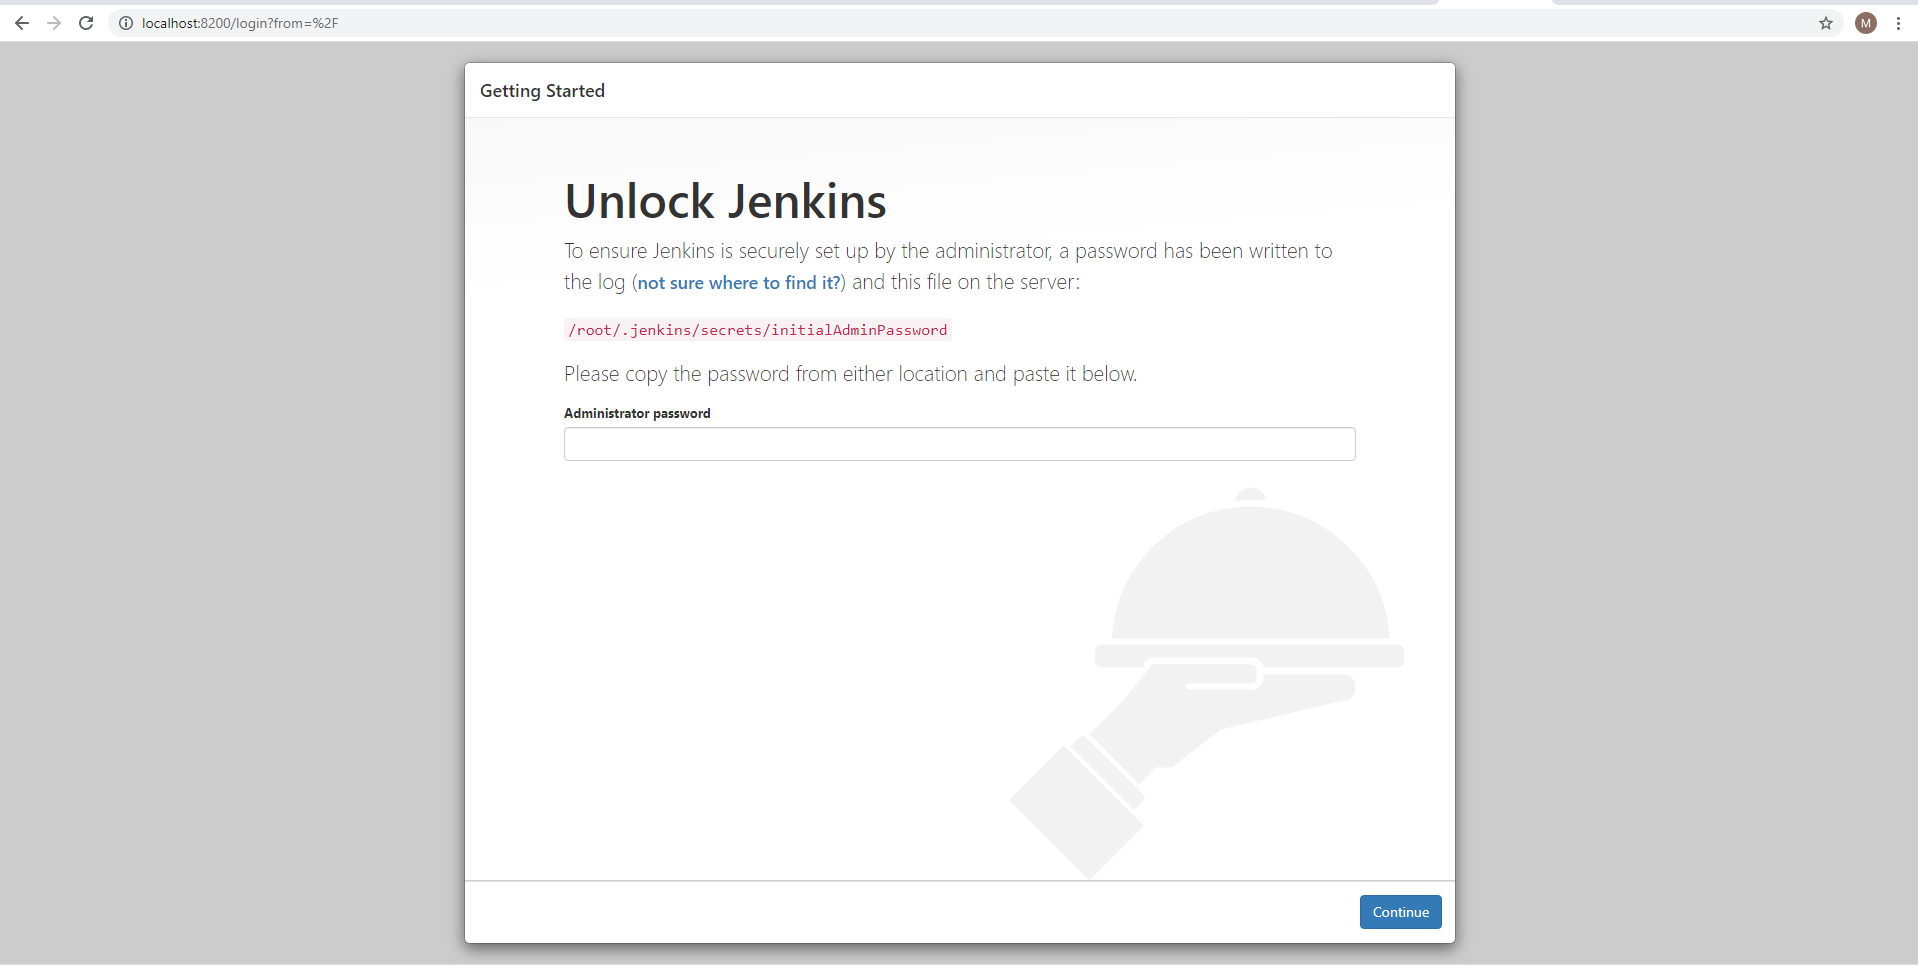 localhost:8200/login?from=%2F
M
Getting Started
Unlock Jenkins
To ensure Jenkins is securely set up by the administrator, a password has been written to
the log (not sure where to find it?) and this file on the server:
/root/.jenkins/secrets/initialAdminPassword
Please copy the password from either location and paste it below.
Administrator password
Continue